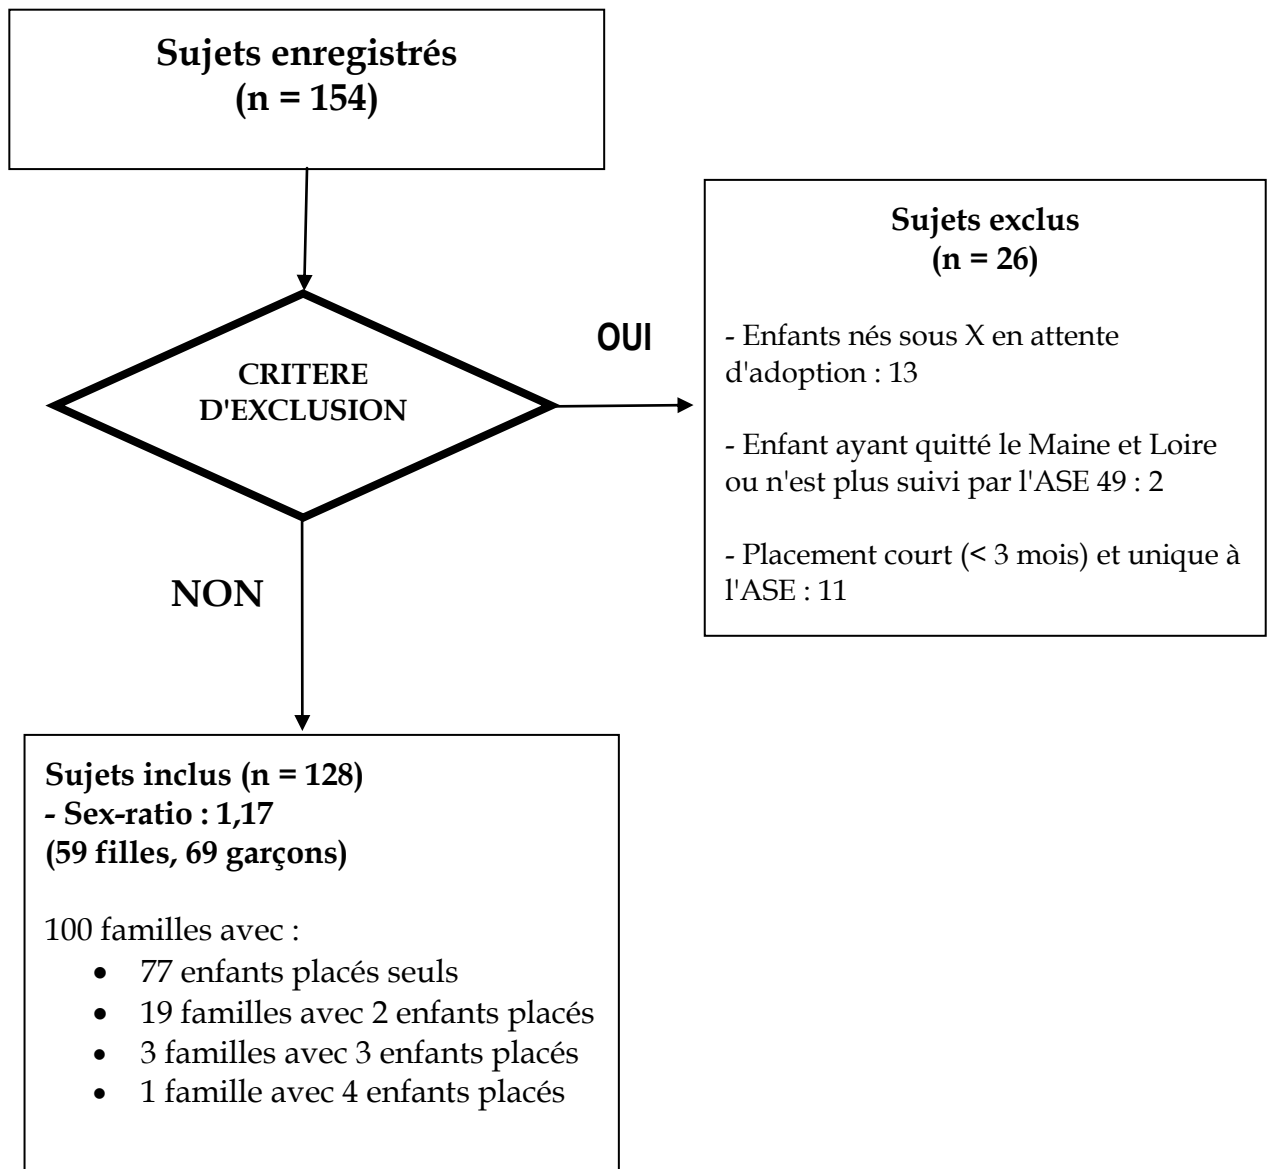 Sujets enregistrés
(n = 154)
CRITERE
D'EXCLUSION
OUI
Sujets exclus
(n = 26)
- Enfants nés sous X en attente
d'adoption : 13
- Enfant ayant quitté le Maine et Loire
ou n'est plus suivi par l'ASE 49 : 2
- Placement court (< 3 mois) et unique à
l'ASE : 11
NON
Sujets inclus (n = 128)
- Sex-ratio : 1,17
(59 filles, 69 garçons)
100 familles avec :
• 77 enfants placés seuls
• 19 familles avec 2 enfants placés
• 3 familles avec 3 enfants placés
• 1 famille avec 4 enfants placés